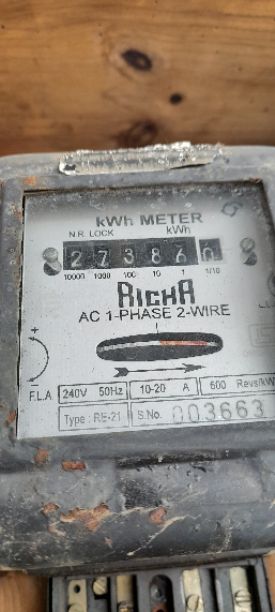 kWh METER
N.R. LOCK kWh
2 7 3 8 6 0
10000 1000 100 10 1 1/10
RICHA
AC 1-PHASE 2-WIRE
+
-
F.L.A 240V 50Hz 10-20 A 600 Revs/kW
Type : RE-21 S.No. 003663